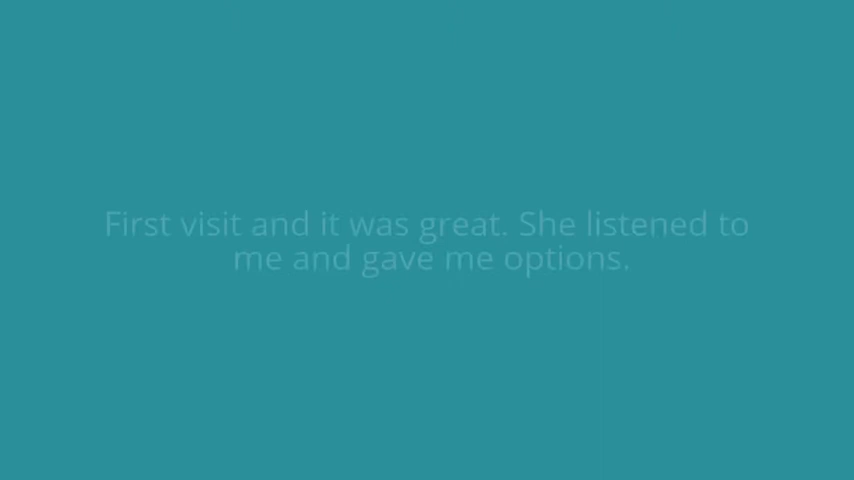 First visit and it was great. She listened to
me and gave me options.